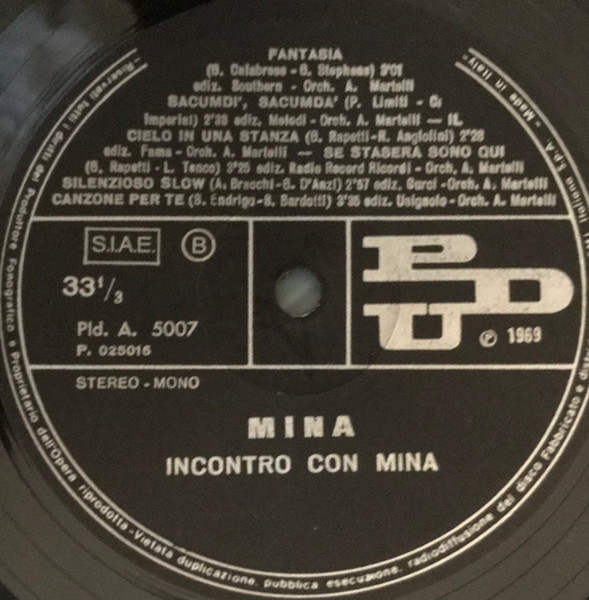 FANTASIA
(G. Calabrese - G. Stephens) 3'01
ediz. Southern - Orch. A. Martelli
SACUMDI', SACUMDA' (P. Limiti - C.
Imperial) 2'33 ediz. Melodi - Orch. A. Martelli — IL
CIELO IN UNA STANZA (G. Rapetti-R. Angiolini) 2'28
ediz. Fama - Orch. A. Martelli — SE STASERA SONO QUI
(G. Rapetti - L. Tenco) 3'25 ediz. Radio Record Ricordi - Orch. A. Martelli
SILENZIOSO SLOW (A. Bracchi-G. D'Anzi) 2'57 ediz. Curci - Orch. A. Martelli
CANZONE PER TE (S. Endrigo-S. Bardotti) 3'35 ediz. Usignolo - Orch. A. Martelli
S.I.A.E. B
33 1/3
Pld. A. 5007
P. 025016
PDU
℗ 1969
STEREO - MONO
MINA
INCONTRO CON MINA
- Riservati tutti i diritti del Produttore Fonografico e Proprietario dell'Opera riprodotta - Vietata duplicazione, pubblica esecuzione, radiodiffusione del disco Fabbricato e distr EMI Italiana S.p.A. - Made in Italy -